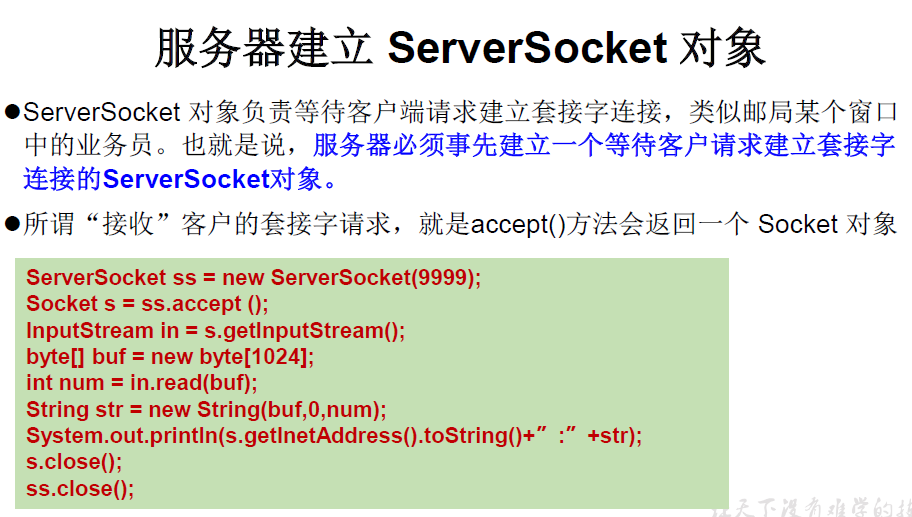 服务器建立 ServerSocket 对象
●ServerSocket 对象负责等待客户端请求建立套接字连接，类似邮局某个窗口
中的业务员。也就是说，服务器必须事先建立一个等待客户请求建立套接字
连接的ServerSocket对象。
●所谓“接收”客户的套接字请求，就是accept()方法会返回一个 Socket 对象
ServerSocket ss = new ServerSocket(9999);
Socket s = ss.accept ();
InputStream in = s.getInputStream();
byte[] buf = new byte[1024];
int num = in.read(buf);
String str = new String(buf,0,num);
System.out.println(s.getInetAddress().toString()+”:”+str);
s.close();
ss.close();
天下没有难学的技